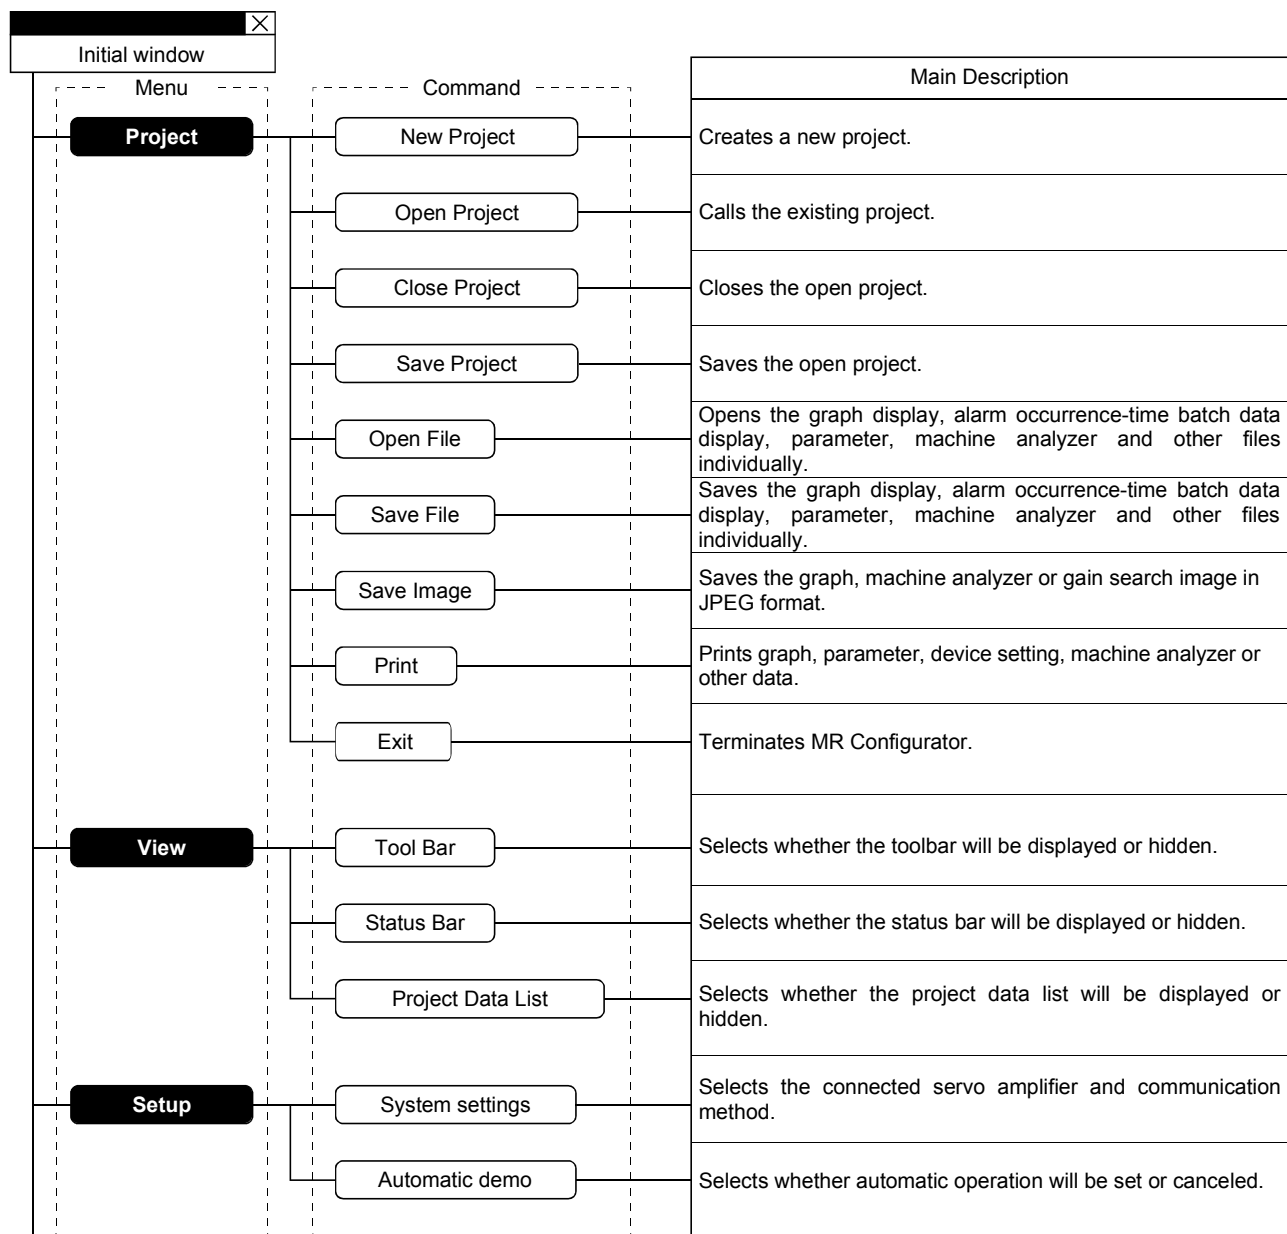 Initial window
Menu
Command
Main Description
Project
New Project
Creates a new project.
Open Project
Calls the existing project.
Close Project
Closes the open project.
Save Project
Saves the open project.
Open File
Opens the graph display, alarm occurrence-time batch data
display, parameter, machine analyzer and other files
individually.
Save File
Saves the graph display, alarm occurrence-time batch data
display, parameter, machine analyzer and other files
individually.
Save Image
Saves the graph, machine analyzer or gain search image in
JPEG format.
Print
Prints graph, parameter, device setting, machine analyzer or
other data.
Exit
Terminates MR Configurator.
View
Tool Bar
Selects whether the toolbar will be displayed or hidden.
Status Bar
Selects whether the status bar will be displayed or hidden.
Project Data List
Selects whether the project data list will be displayed or
hidden.
Setup
System settings
Selects the connected servo amplifier and communication
method.
Automatic demo
Selects whether automatic operation will be set or canceled.